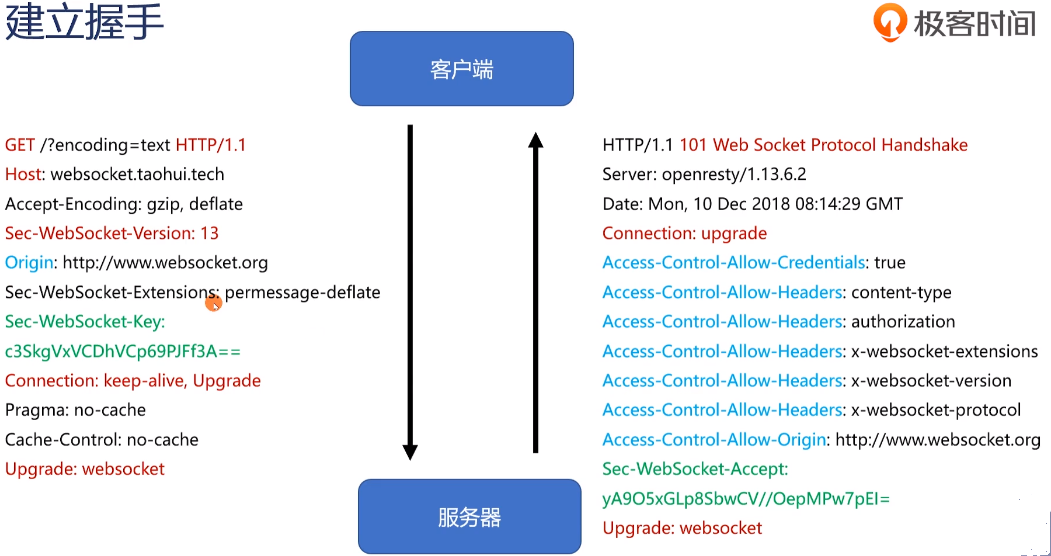 建立握手
极客时间
客户端
GET /?encoding=text HTTP/1.1
Host: websocket.taohui.tech
Accept-Encoding: gzip, deflate
Sec-WebSocket-Version: 13
Origin: http://www.websocket.org
Sec-WebSocket-Extensions: permessage-deflate
Sec-WebSocket-Key:
c3SkgVxVCDhVCp69PJFf3A==
Connection: keep-alive, Upgrade
Pragma: no-cache
Cache-Control: no-cache
Upgrade: websocket
HTTP/1.1 101 Web Socket Protocol Handshake
Server: openresty/1.13.6.2
Date: Mon, 10 Dec 2018 08:14:29 GMT
Connection: upgrade
Access-Control-Allow-Credentials: true
Access-Control-Allow-Headers: content-type
Access-Control-Allow-Headers: authorization
Access-Control-Allow-Headers: x-websocket-extensions
Access-Control-Allow-Headers: x-websocket-version
Access-Control-Allow-Headers: x-websocket-protocol
Access-Control-Allow-Origin: http://www.websocket.org
Sec-WebSocket-Accept:
yA9O5xGLp8SbwCV//OepMPw7pEI=
Upgrade: websocket
服务器